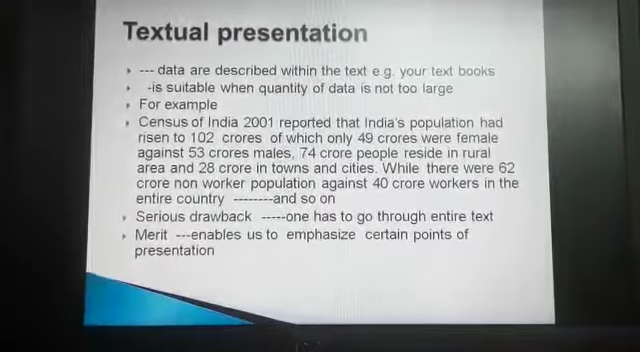 Textual presentation
--- data are described within the text e.g. your text books
-is suitable when quantity of data is not too large
For example
Census of India 2001 reported that India's population had
risen to 102 crores of which only 49 crores were female
against 53 crores males, 74 crore people reside in rural
area and 28 crore in towns and cities. While there were 62
crore non worker population against 40 crore workers in the
entire country --------and so on
Serious drawback -----one has to go through entire text
Merit ---enables us to emphasize certain points of
presentation